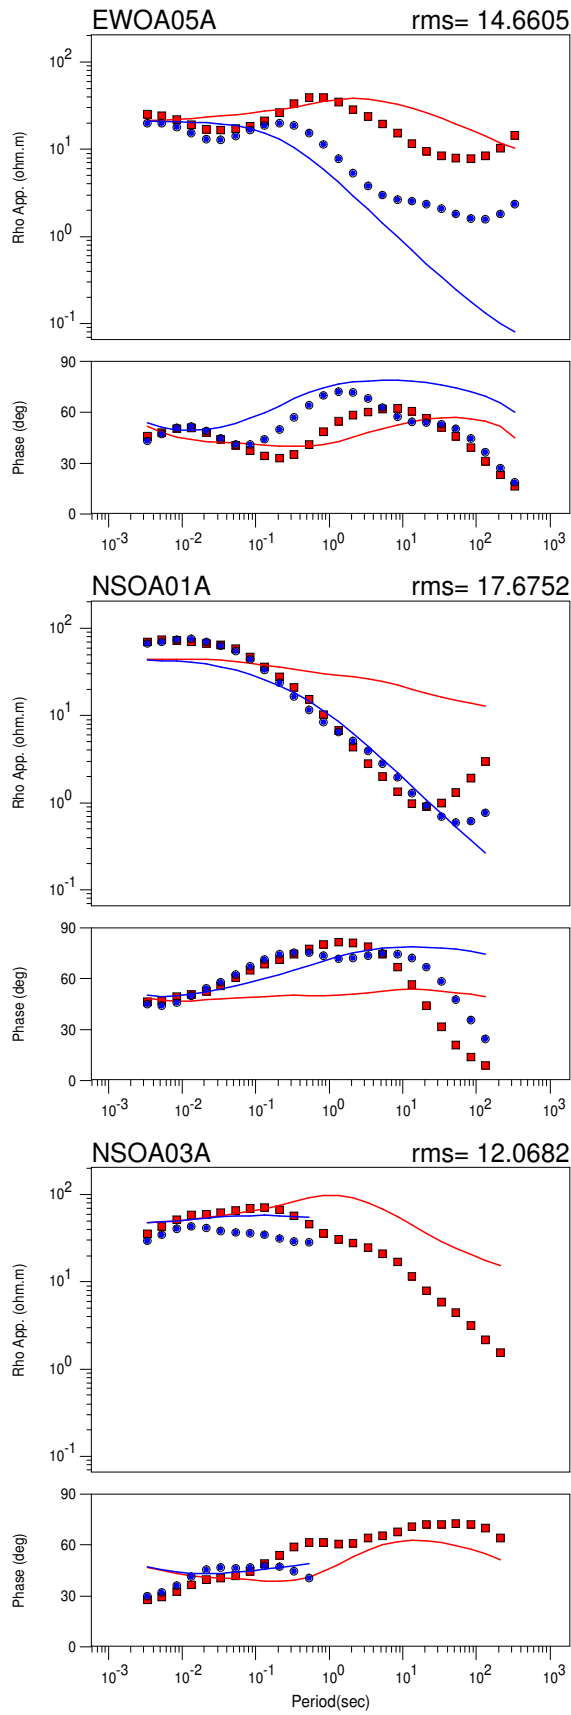 EWOA05A rms= 14.6605
10^2
10^1
10^0
10^-1
Rho App. (ohm.m)
90
60
30
0
Phase (deg)
10^-3 10^-2 10^-1 10^0 10^1 10^2 10^3
NSOA01A rms= 17.6752
10^2
10^1
10^0
10^-1
Rho App. (ohm.m)
90
60
30
0
Phase (deg)
10^-3 10^-2 10^-1 10^0 10^1 10^2 10^3
NSOA03A rms= 12.0682
10^2
10^1
10^0
10^-1
Rho App. (ohm.m)
90
60
30
0
Phase (deg)
10^-3 10^-2 10^-1 10^0 10^1 10^2 10^3
Period(sec)